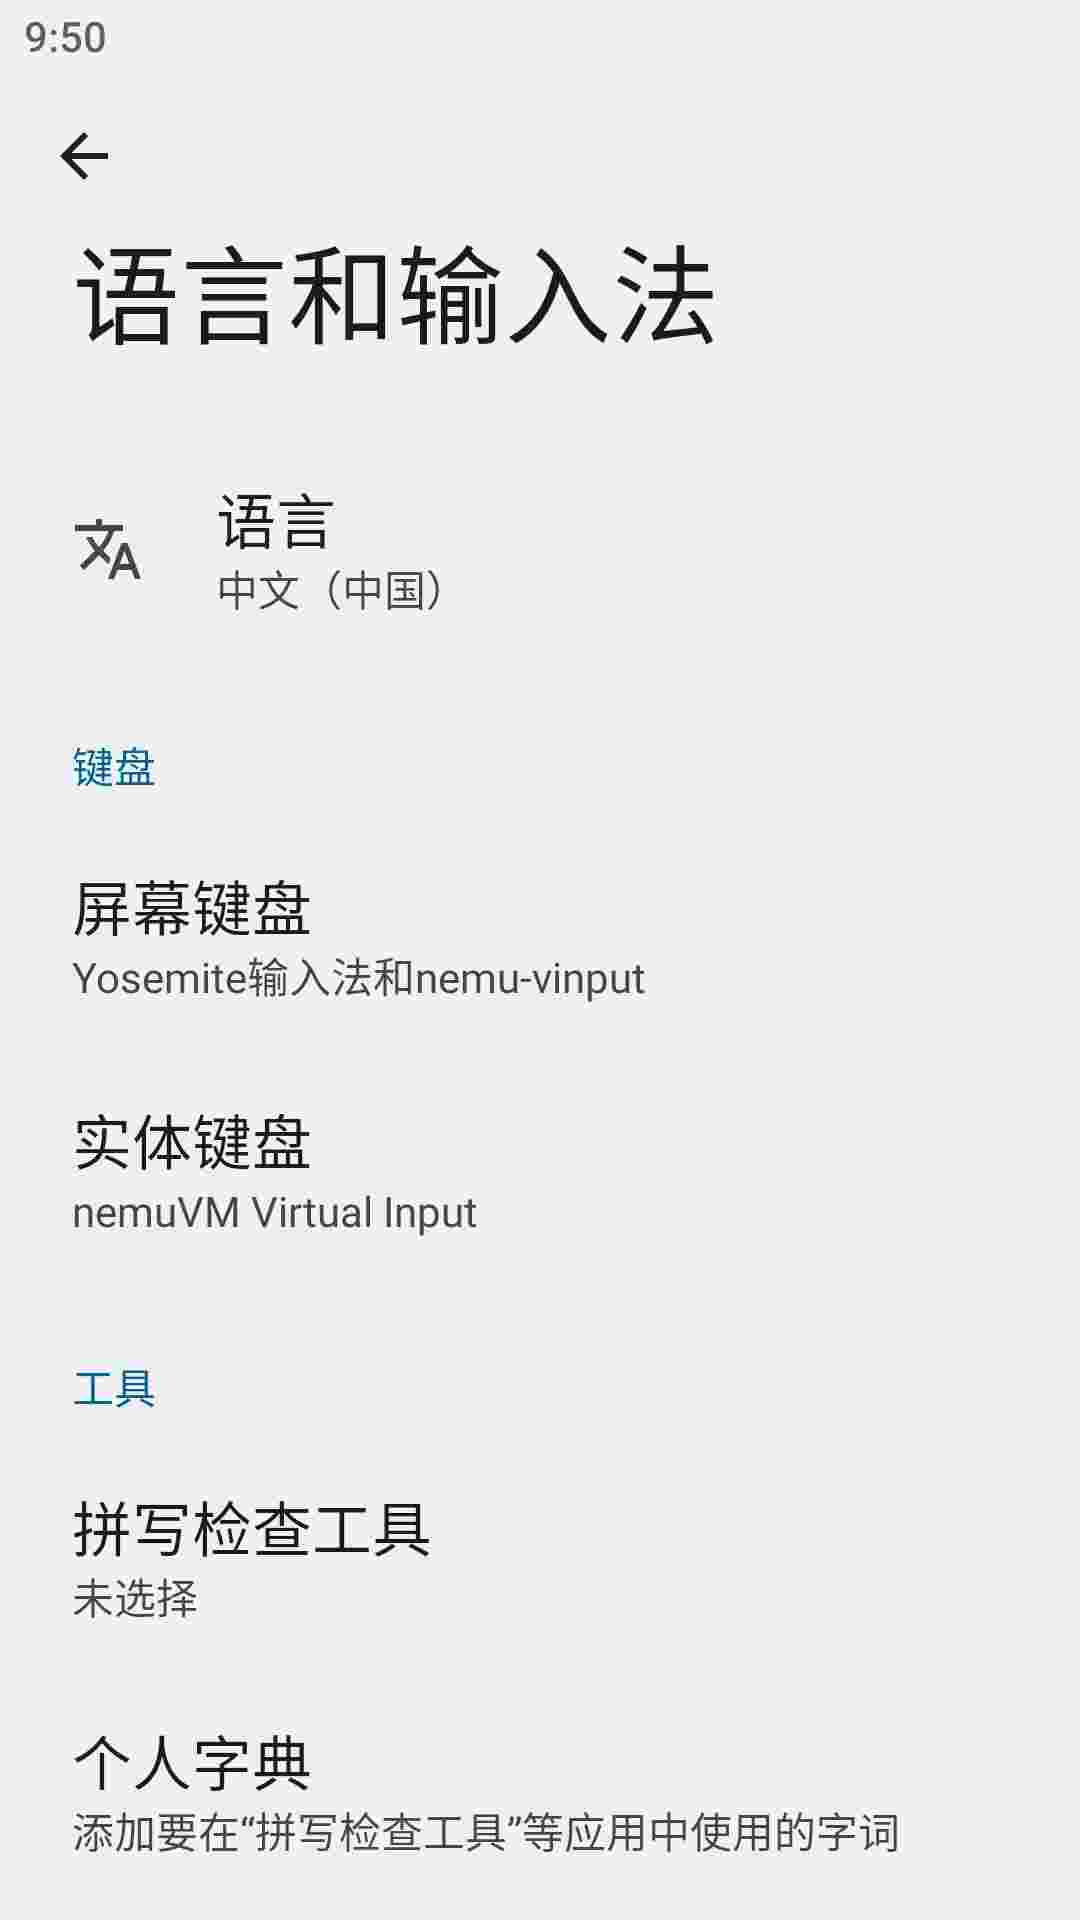 9:50
语言和输入法
语言
中文（中国）
键盘
屏幕键盘
Yosemite输入法和nemu-vinput
实体键盘
nemuVM Virtual Input
工具
拼写检查工具
未选择
个人字典
添加要在“拼写检查工具”等应用中使用的字词